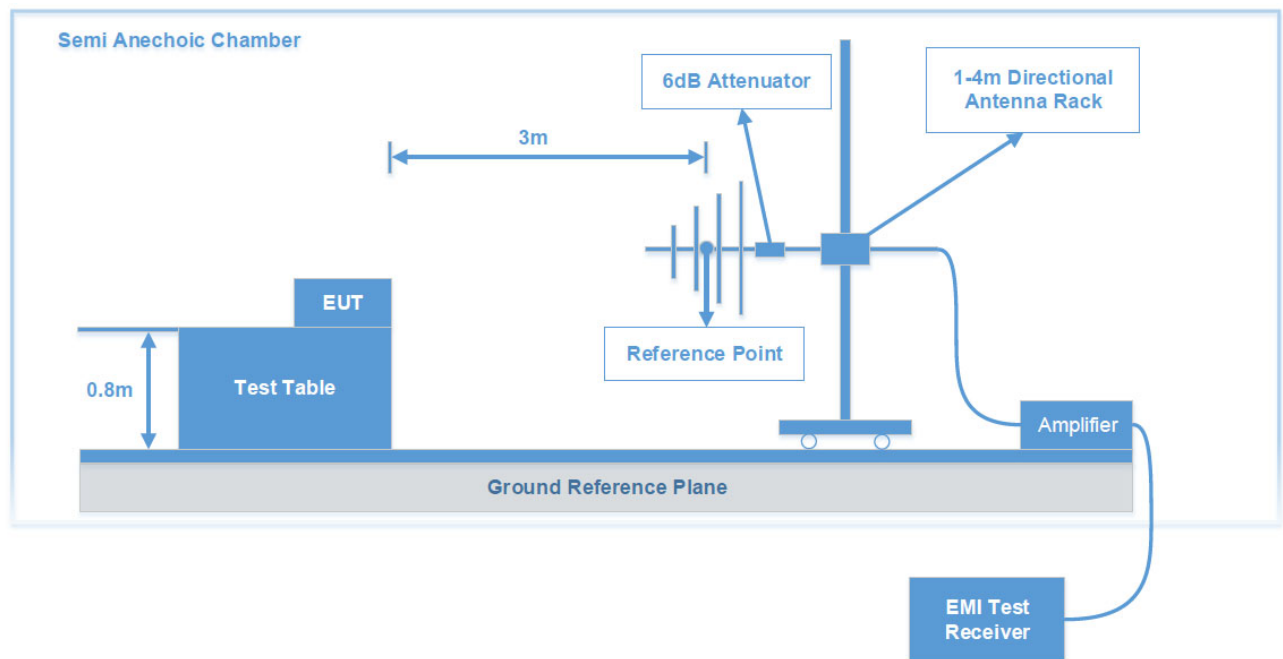 Semi Anechoic Chamber
6dB Attenuator
1-4m Directional
Antenna Rack
3m
EUT
Reference Point
0.8m
Test Table
Amplifier
Ground Reference Plane
EMI Test
Receiver